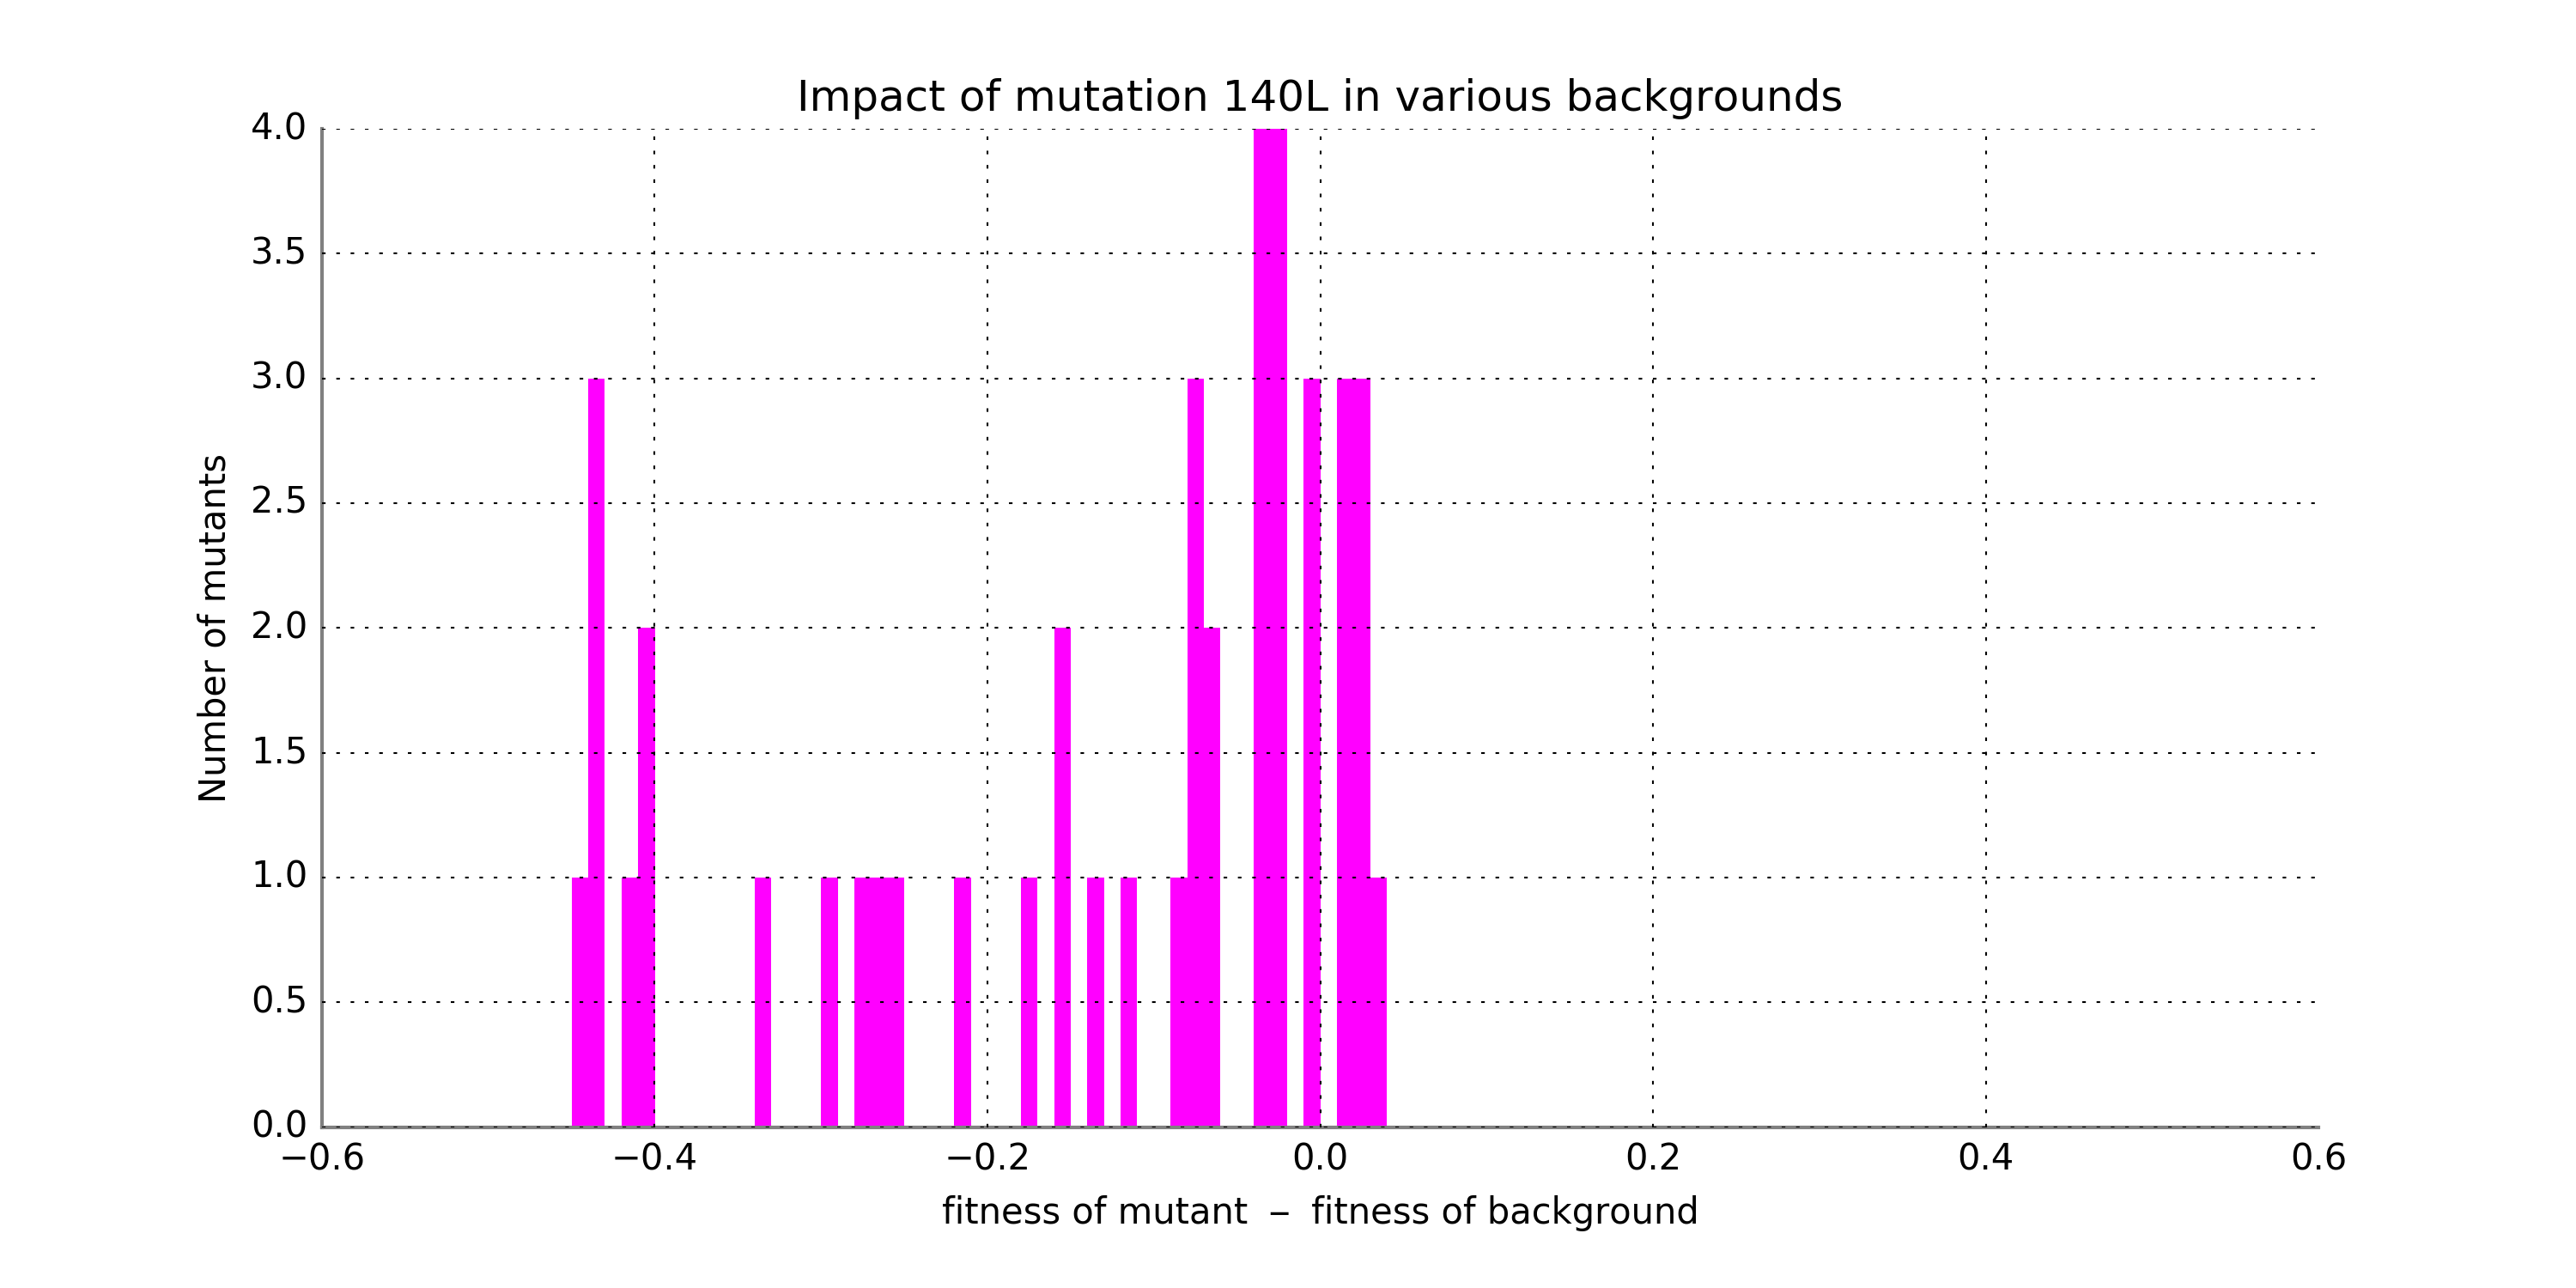 Impact of mutation 140L in various backgrounds
4.0
3.5
3.0
2.5
2.0
1.5
1.0
0.5
0.0
Number of mutants
−0.6 −0.4 −0.2 0.0 0.2 0.4 0.6
fitness of mutant − fitness of background